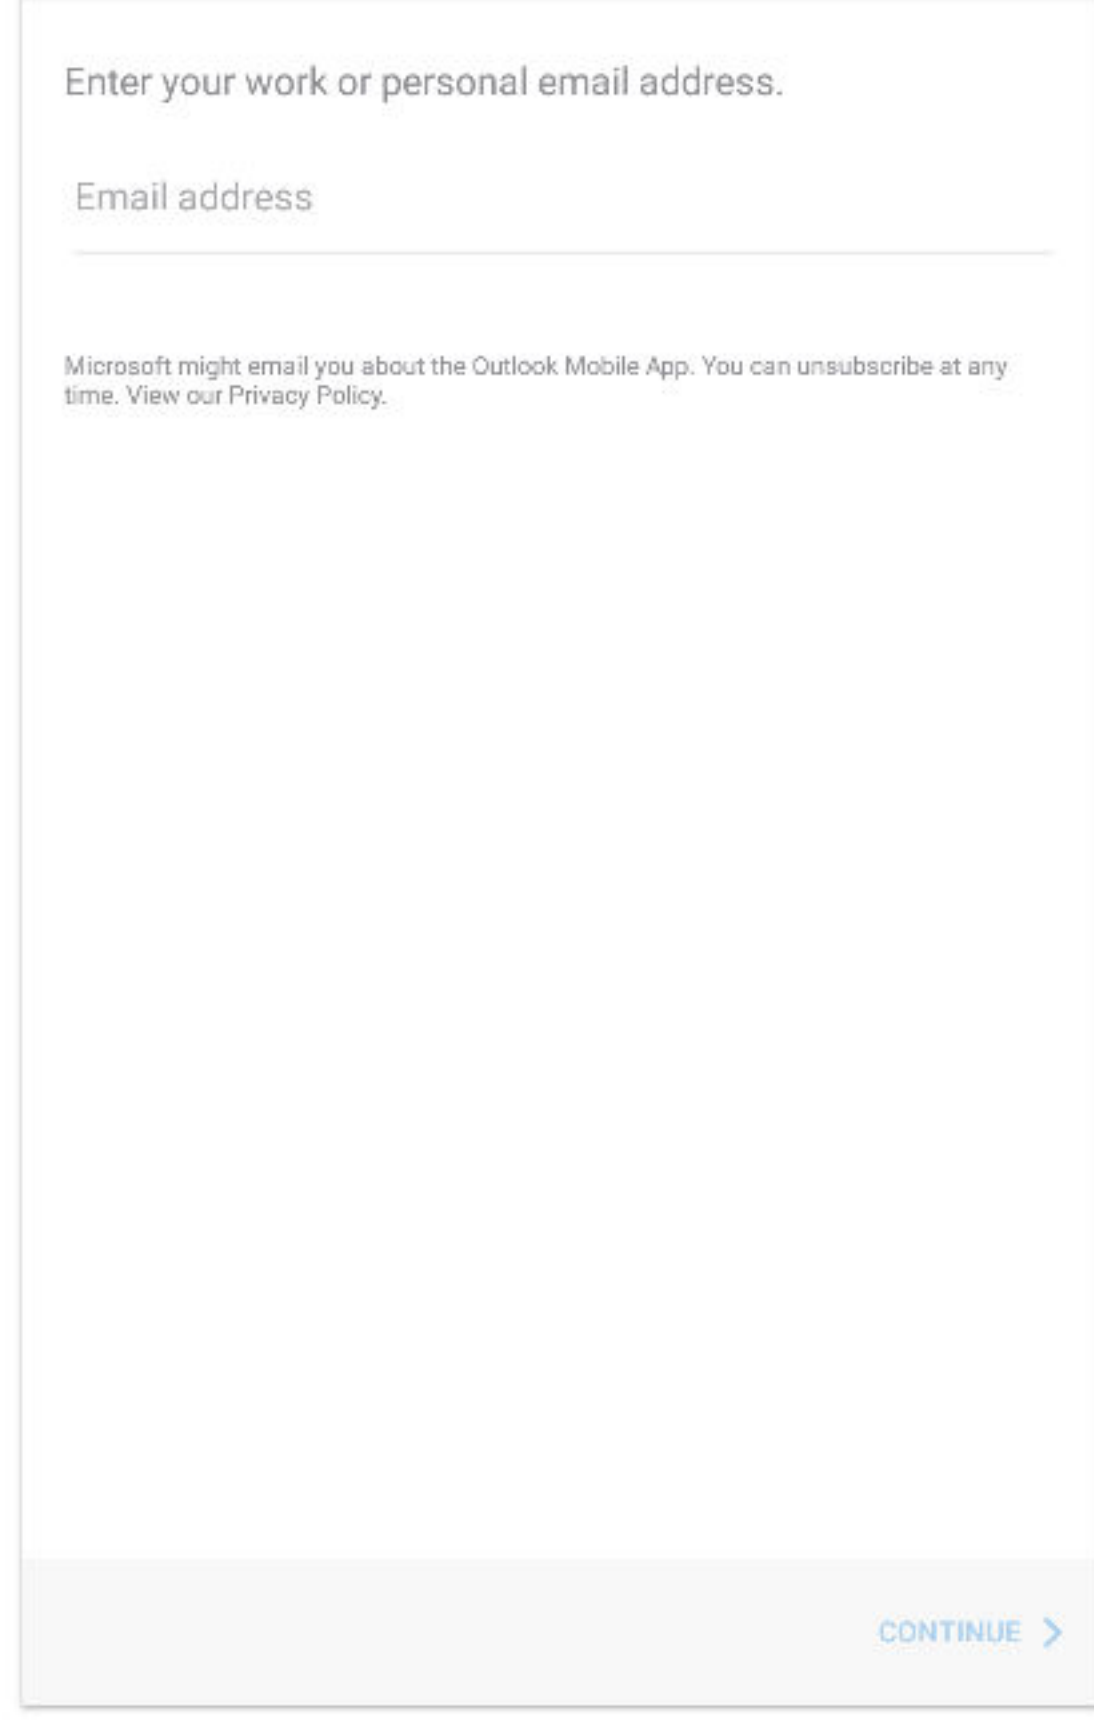 Enter your work or personal email address.
Email address
Microsoft might email you about the Outlook Mobile App. You can unsubscribe at any
time. View our Privacy Policy.
CONTINUE